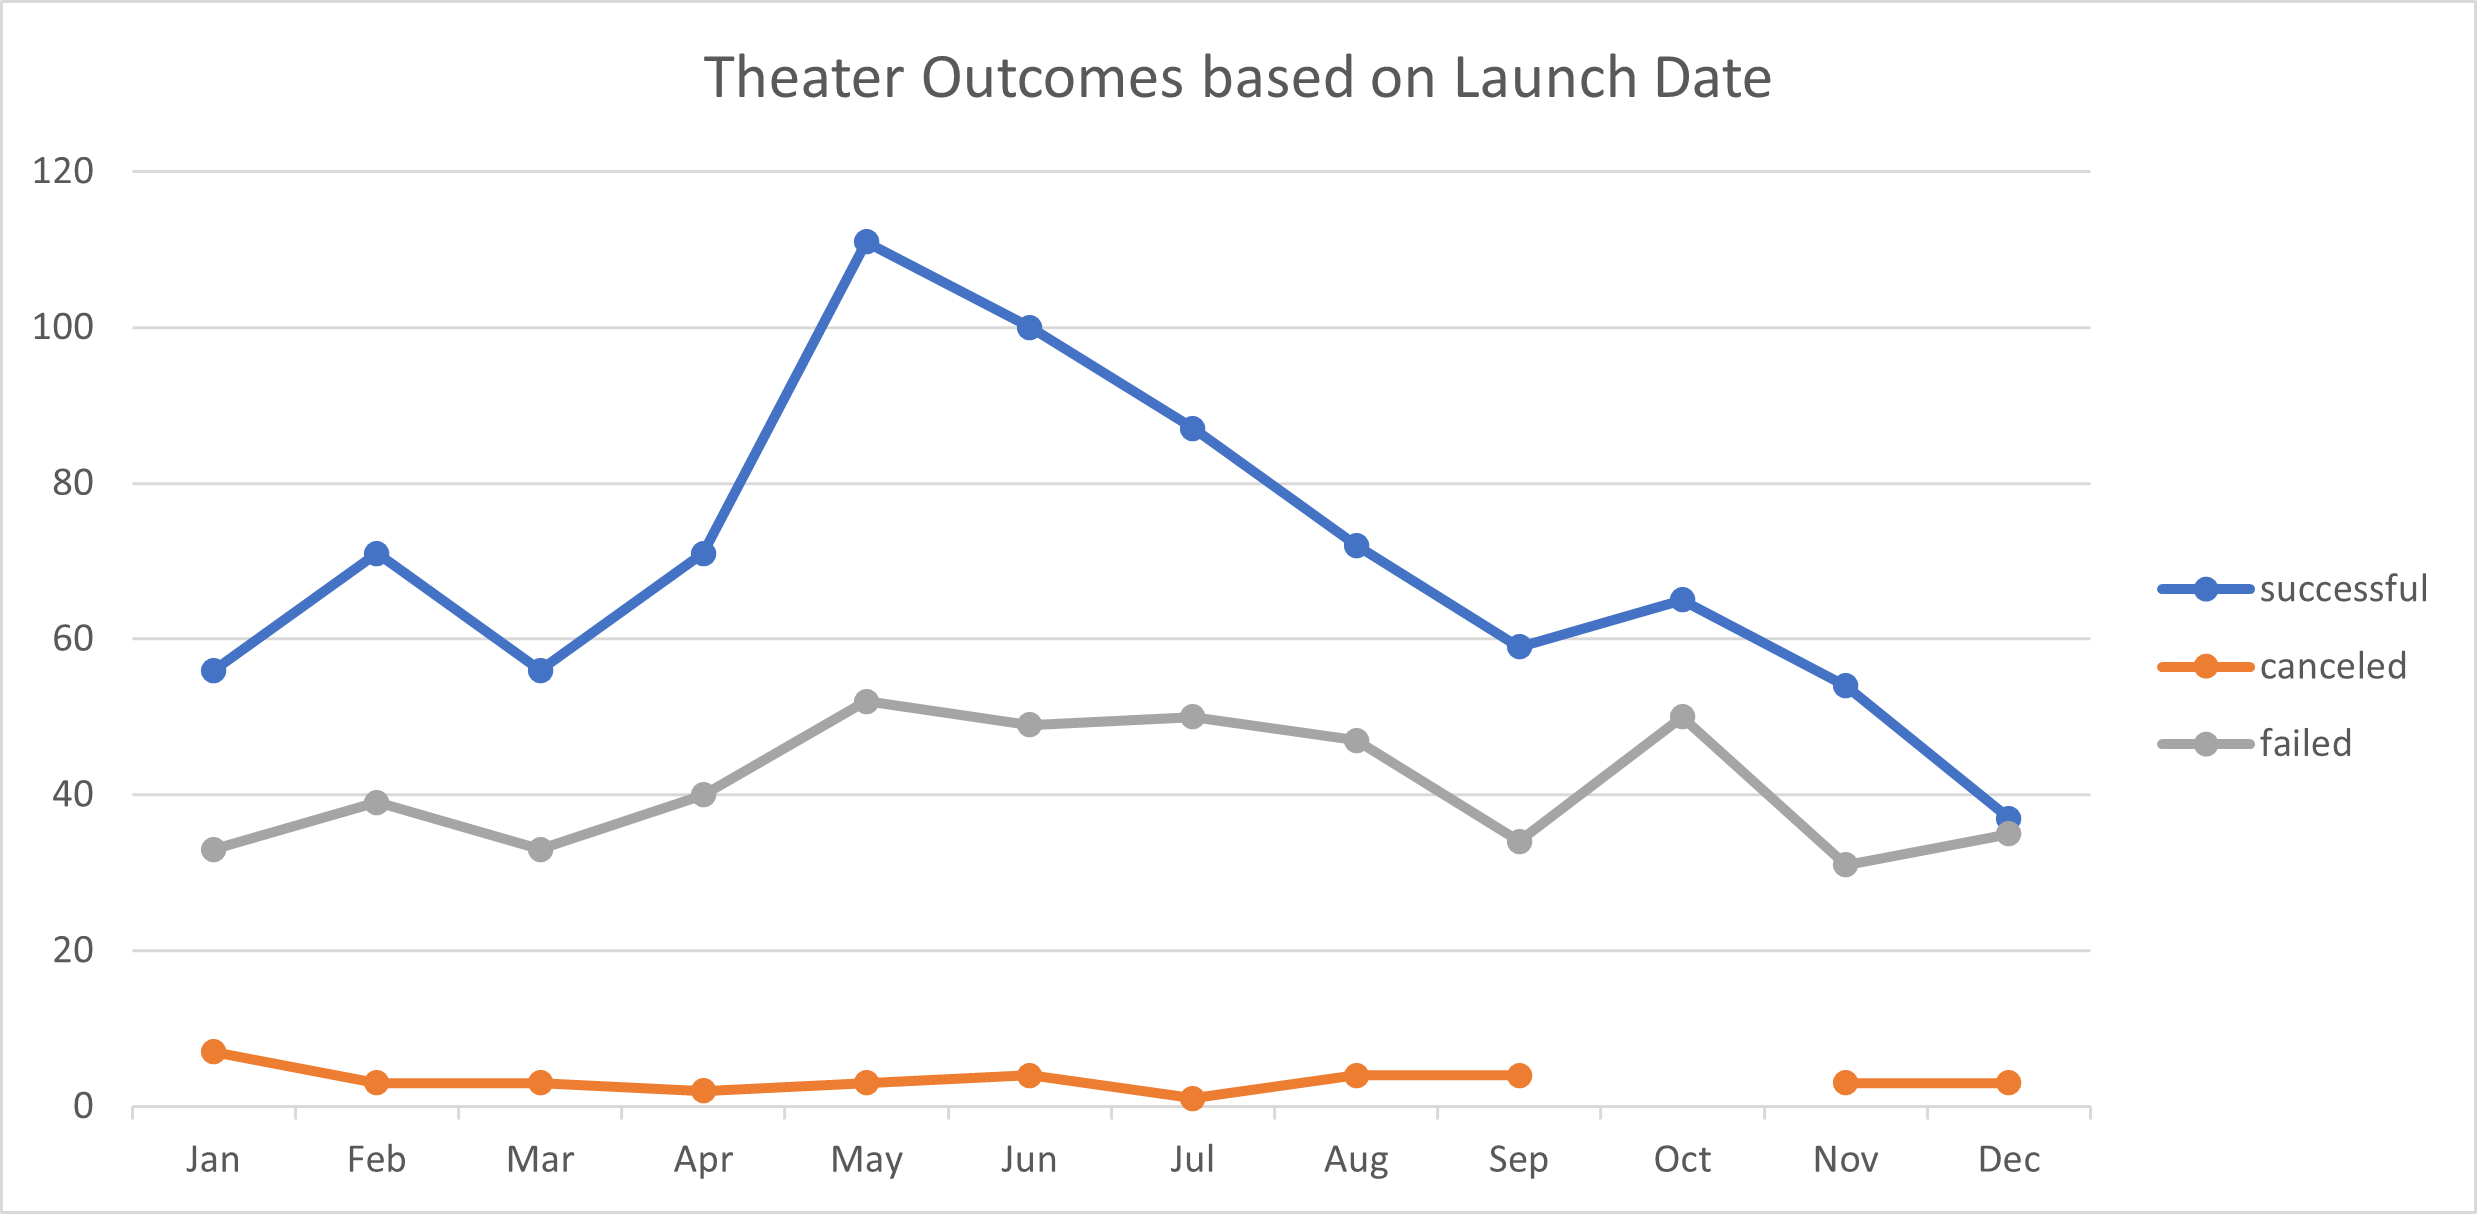 Theater Outcomes based on Launch Date
120
100
80
60
40
20
0
Jan Feb Mar Apr May Jun Jul Aug Sep Oct Nov Dec
successful
canceled
failed